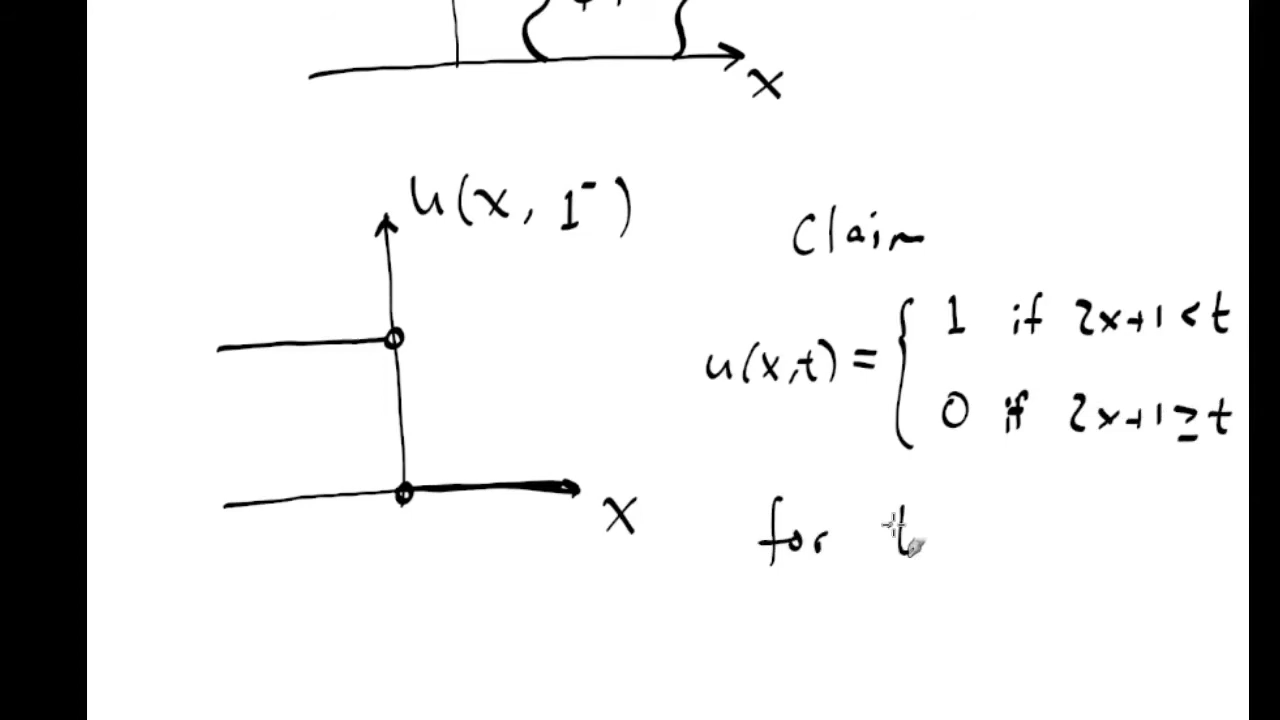 x
u(x, 1⁻)
Claim
u(x,t) = { 1 if 2x+1 < t
0 if 2x+1 ≥ t
x
for t